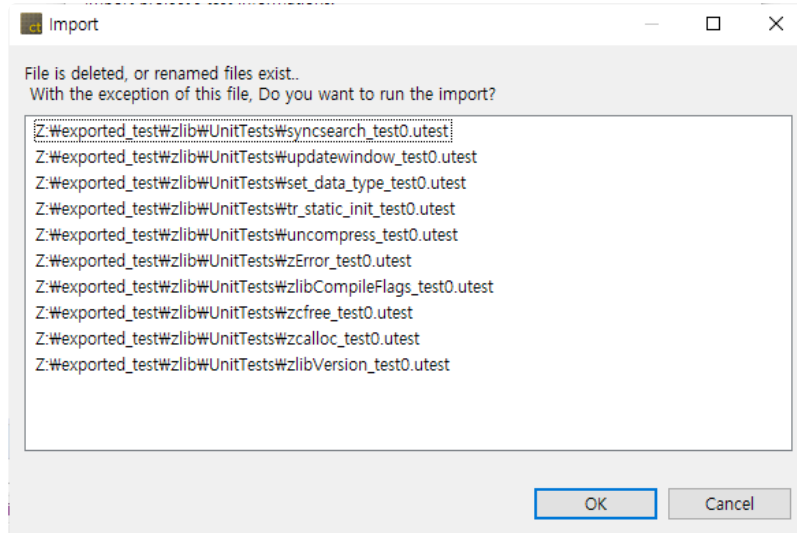 Import
File is deleted, or renamed files exist..
With the exception of this file, Do you want to run the import?
Z:₩exported_test₩zlib₩UnitTests₩syncsearch_test0.utest
Z:₩exported_test₩zlib₩UnitTests₩updatewindow_test0.utest
Z:₩exported_test₩zlib₩UnitTests₩set_data_type_test0.utest
Z:₩exported_test₩zlib₩UnitTests₩tr_static_init_test0.utest
Z:₩exported_test₩zlib₩UnitTests₩uncompress_test0.utest
Z:₩exported_test₩zlib₩UnitTests₩zError_test0.utest
Z:₩exported_test₩zlib₩UnitTests₩zlibCompileFlags_test0.utest
Z:₩exported_test₩zlib₩UnitTests₩zcfree_test0.utest
Z:₩exported_test₩zlib₩UnitTests₩zcalloc_test0.utest
Z:₩exported_test₩zlib₩UnitTests₩zlibVersion_test0.utest
OK
Cancel